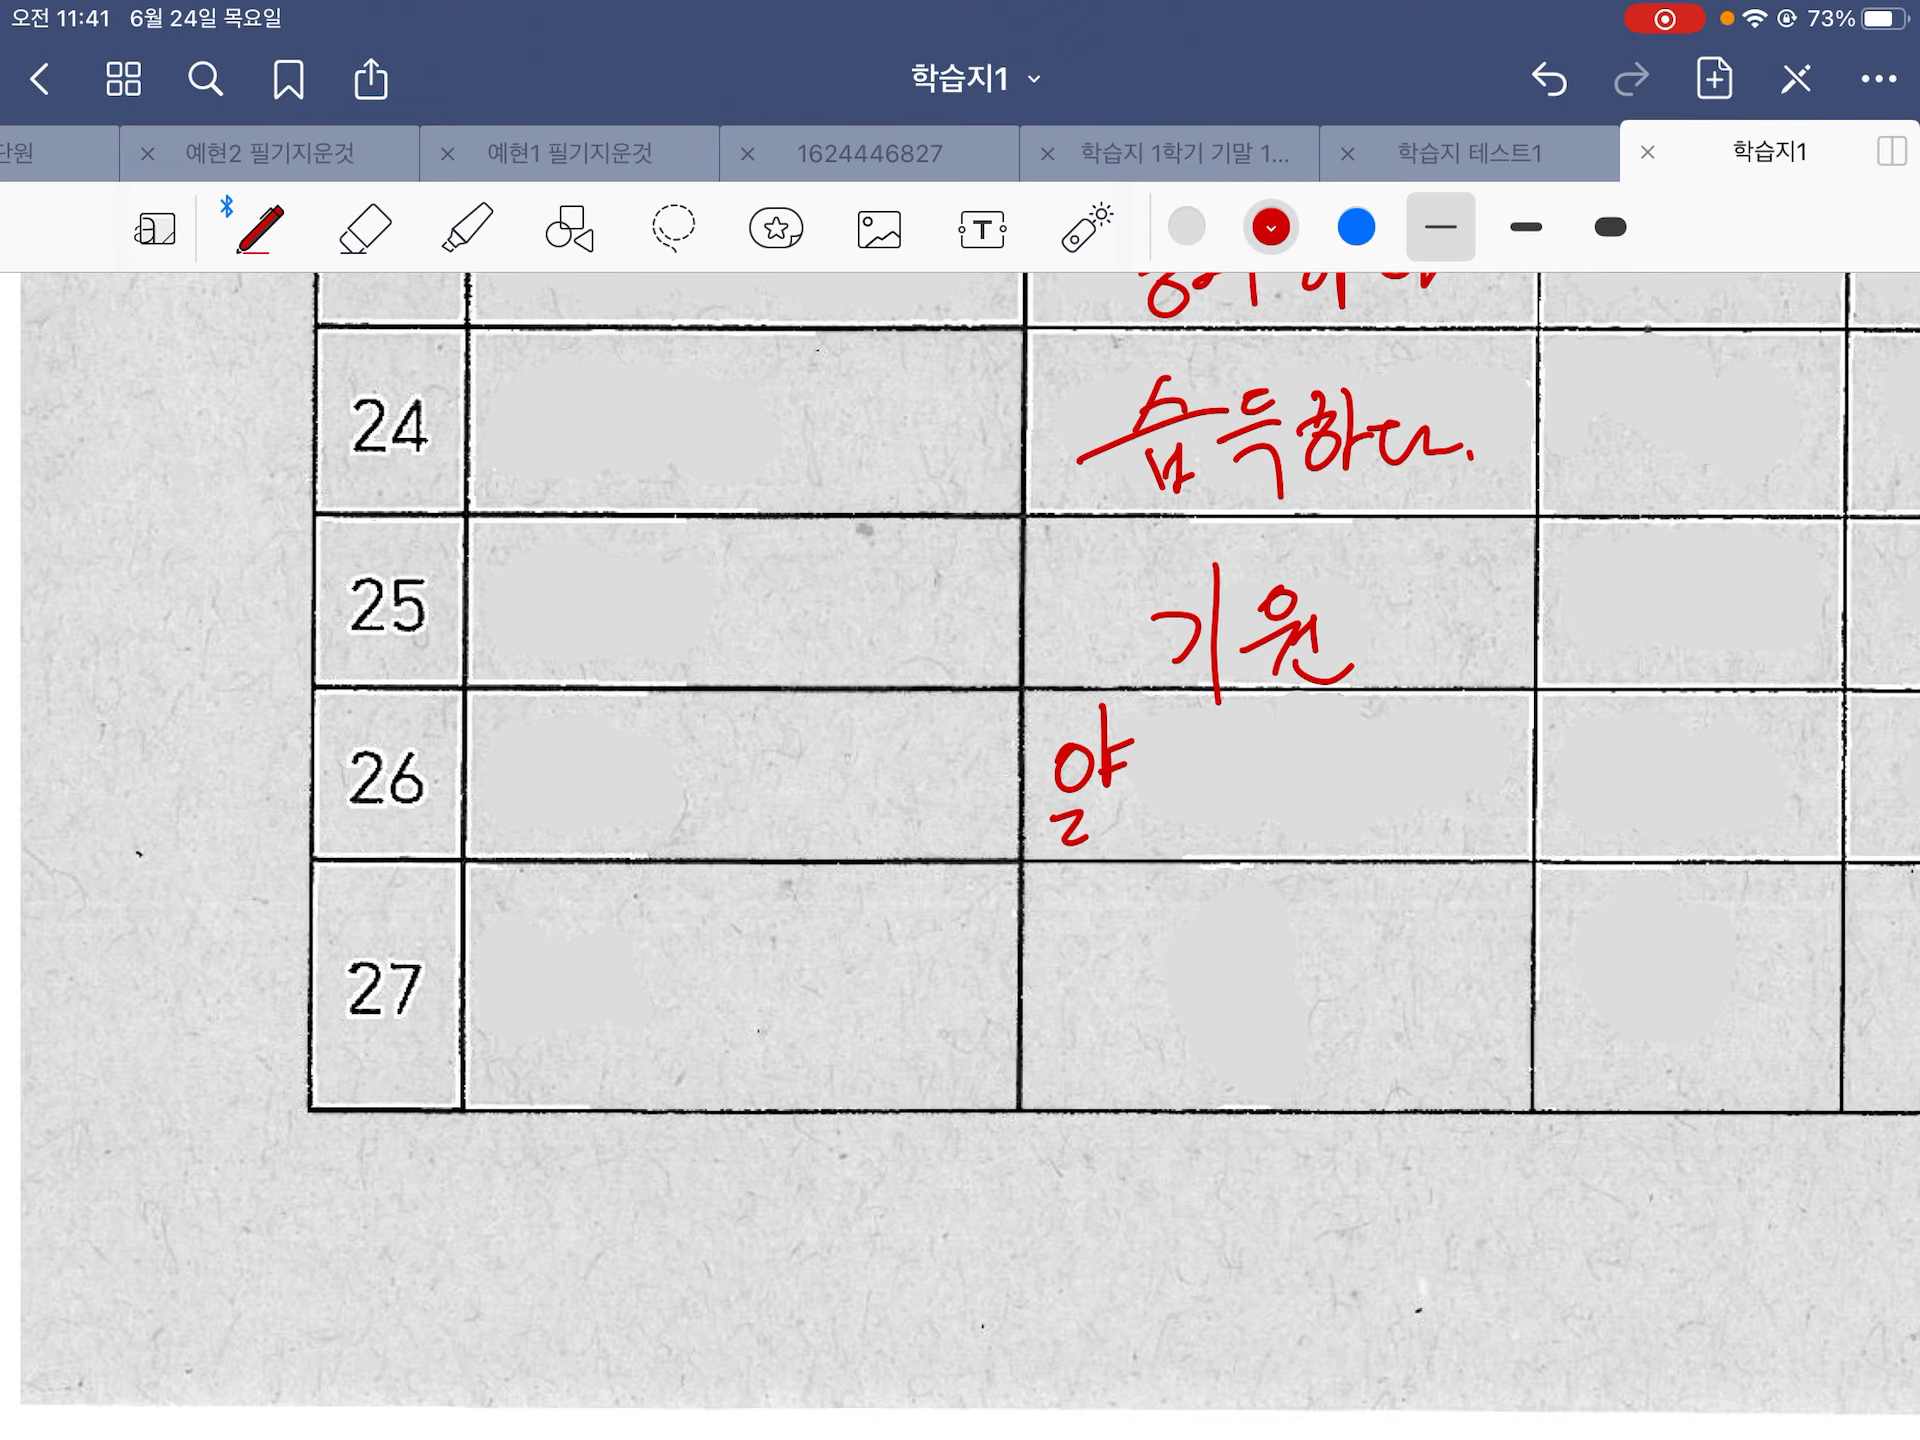 오전 11:41 6월 24일 목요일 73%
학습지1
단원 예현2 필기지운것 예현1 필기지운것 1624446827 학습지 1학기 기말 1... 학습지 테스트1 학습지1
24 습득하다.
25 기원
26 얄
27